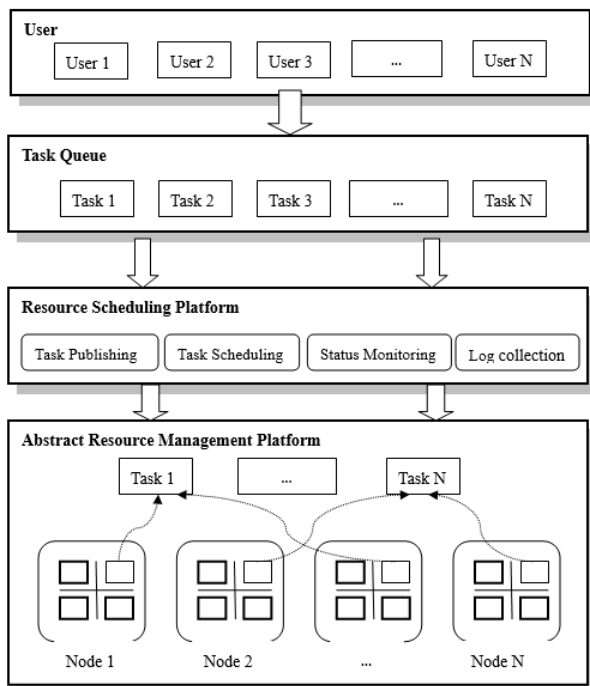 User
User 1 User 2 User 3 ... User N
Task Queue
Task 1 Task 2 Task 3 ... Task N
Resource Scheduling Platform
Task Publishing Task Scheduling Status Monitoring Log collection
Abstract Resource Management Platform
Task 1 ... Task N
Node 1 Node 2 ... Node N